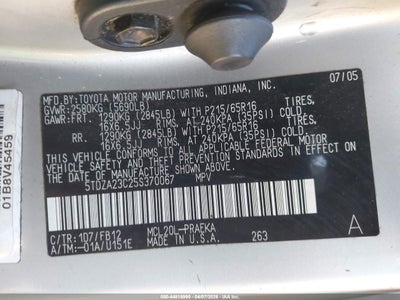 07/05
MFD. BY:TOYOTA MOTOR MANUFACTURING, INDIANA, INC.
GVWR: 2580KG (5690LB)
GAWR:FRT. 1290KG (2845LB) WITH P215/65R16 TIRES,
16X6.5JJ RIMS, AT 240KPA (35PSI) COLD.
RR. 1290KG (2845LB) WITH P215/65R16 TIRES,
16X6.5JJ RIMS, AT 240KPA (35PSI) COLD.
THIS VEHICLE CONFORMS TO ALL APPLICABLE FEDERAL MOTOR
VEHICLE SAFETY AND BUMPER STANDARDS IN EFFECT ON THE
DATE OF MANUFACTURE SHOWN ABOVE.
5TDZA23C25S370067 MPV
C/TR:1D7/FB12 MCL20L-PRAEKA
A/TM:-01A/U151E MADE IN U.S.A. 263 A
01B8V45459